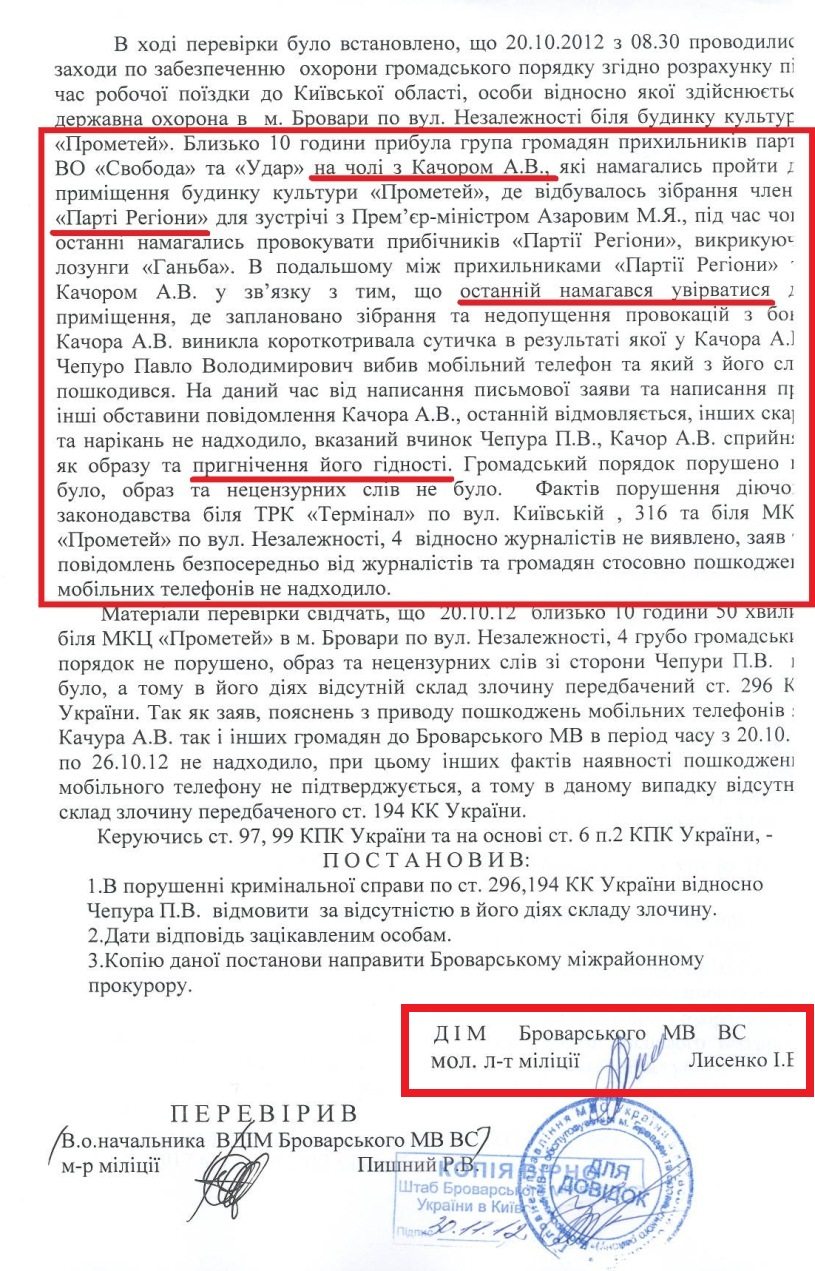 В ході перевірки було встановлено, що 20.10.2012 з 08.30 проводилис
заходи по забезпеченню охорони громадського порядку згідно розрахунку пі
час робочої поїздки до Київської області, особи відносно якої здійснюєтьс
державна охорона в м. Бровари по вул. Незалежності біля будинку культур
«Прометей». Близько 10 години прибула група громадян прихильників парт
ВО «Свобода» та «Удар» на чолі з Качором А.В., які намагались пройти д
приміщення будинку культури «Прометей», де відбувалось зібрання член
«Парті Регіони» для зустрічі з Прем’єр-міністром Азаровим М.Я., під час чог
останні намагались провокувати прибічників «Партії Регіони», викрикуюч
лозунги «Ганьба». В подальшому між прихильниками «Партії Регіони» т
Качором А.В. у зв’язку з тим, що останній намагався увірватися д
приміщення, де заплановано зібрання та недопущення провокацій з бок
Качора А.В. виникла короткотривала сутичка в результаті якої у Качора А.І
Чепуро Павло Володимирович вибив мобільний телефон та який з його сл
пошкодився. На даний час від написання письмової заяви та написання пр
інші обставини повідомлення Качора А.В., останній відмовляється, інших скар
та нарікань не надходило, вказаний вчинок Чепура П.В., Качор А.В. сприйня
як образу та пригнічення його гідності. Громадський порядок порушено н
було, образ та нецензурних слів не було. Фактів порушення діючо
законодавства біля ТРК «Термінал» по вул. Київській , 316 та біля МК
«Прометей» по вул. Незалежності, 4 відносно журналістів не виявлено, заяв т
повідомлень безпосередньо від журналістів та громадян стосовно пошкоджен
мобільних телефонів не надходило.
Матеріали перевірки свідчать, що 20.10.12 близько 10 години 50 хвили
біля МКЦ «Прометей» в м. Бровари по вул. Незалежності, 4 грубо громадськи
порядок не порушено, образ та нецензурних слів зі сторони Чепури П.В. н
було, а тому в його діях відсутній склад злочину передбачений ст. 296 К
України. Так як заяв, пояснень з приводу пошкоджень мобільних телефонів з
Качура А.В. так і інших громадян до Броварського МВ в період часу з 20.10.
по 26.10.12 не надходило, при цьому інших фактів наявності пошкоджен
мобільного телефону не підтверджується, а тому в даному випадку відсутн
склад злочину передбаченого ст. 194 КК України.
Керуючись ст. 97, 99 КПК України та на основі ст. 6 п.2 КПК України, -
П О С Т А Н О В И В:
1.В порушенні кримінальної справи по ст. 296,194 КК України відносно
Чепура П.В. відмовити за відсутністю в його діях складу злочину.
2.Дати відповідь зацікавленим особам.
3.Копію даної постанови направити Броварському міжрайонному
прокурору.
Д І М Броварського МВ ВС
мол. л-т міліції Лисенко І.В
П Е Р Е В І Р И В
В.о.начальника ВДІМ Броварського МВ ВС
м-р міліції Пишний Р.В.
КОПІЯ ВІРНО
Штаб Броварськ
України в Київ
Підпис 30.11.12
ДЛЯ
ДОВІДОК